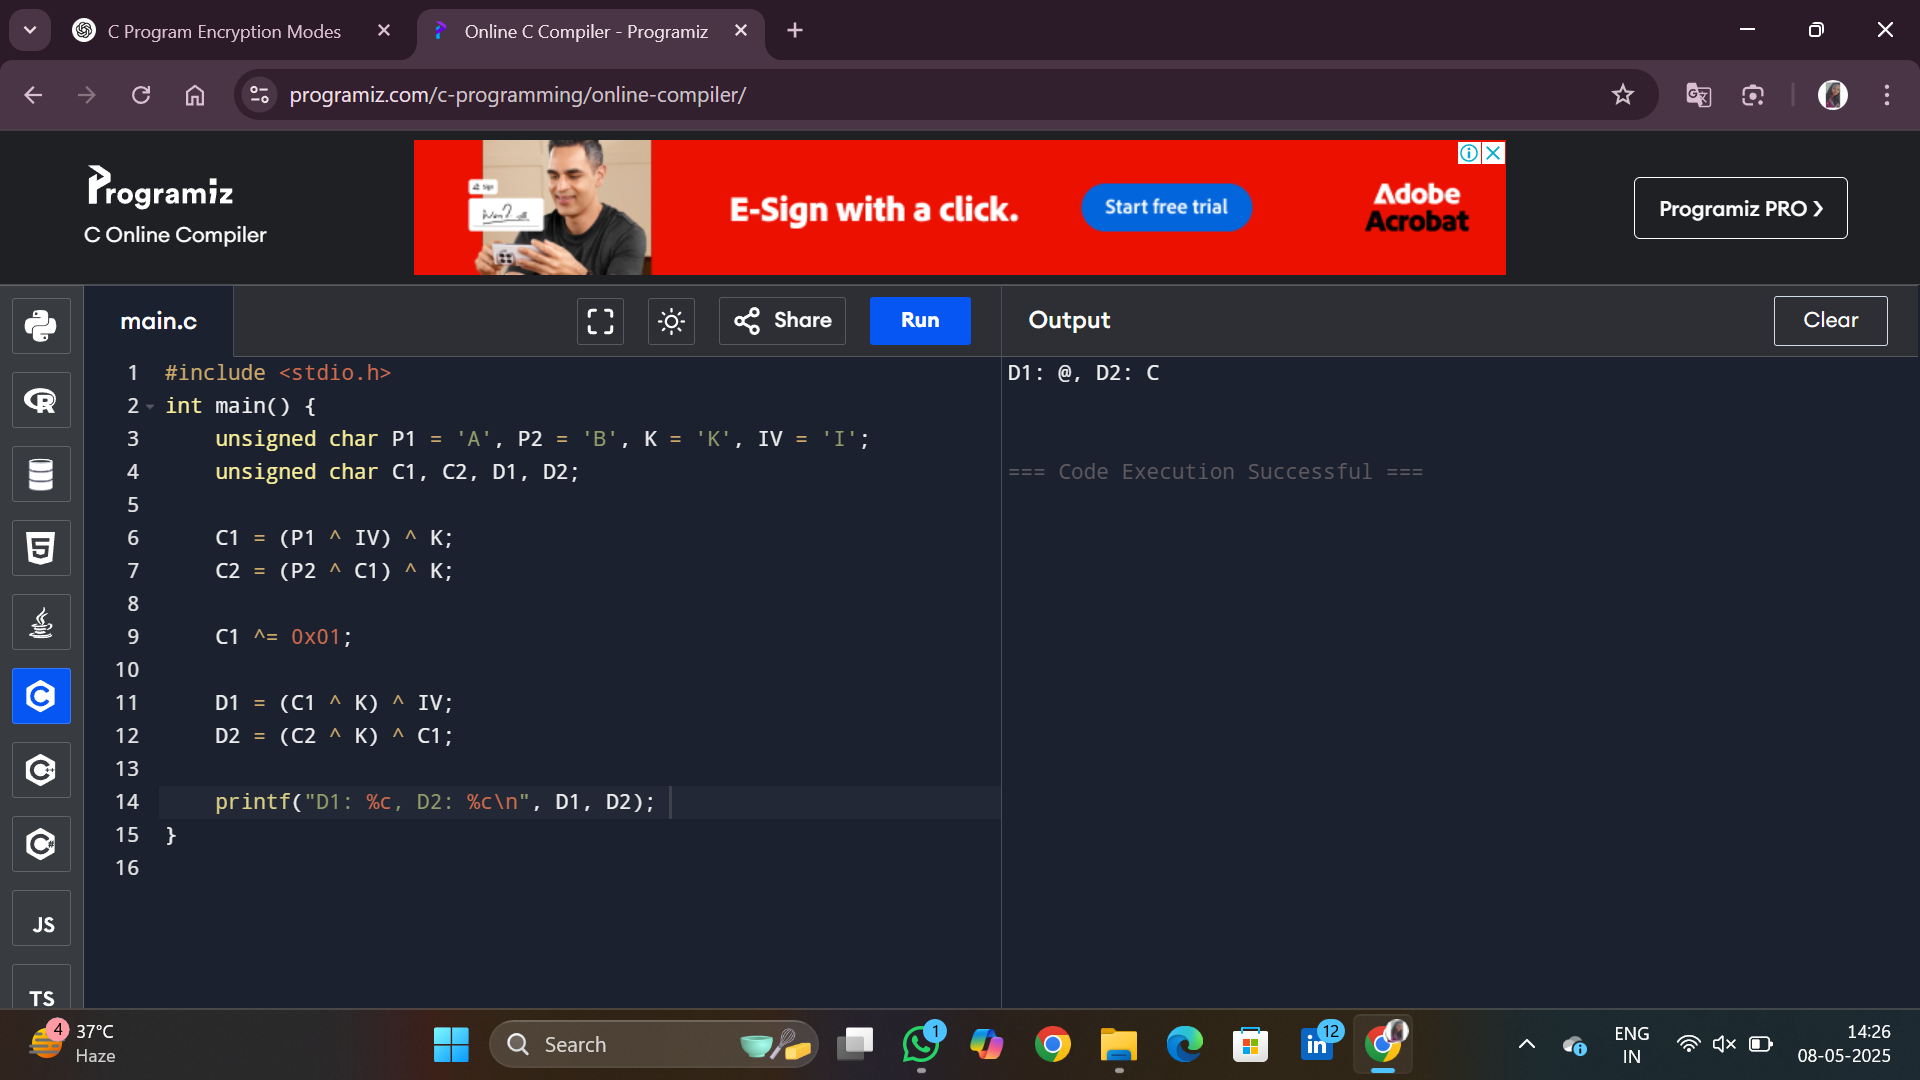 C Program Encryption Modes
Online C Compiler - Programiz
programiz.com/c-programming/online-compiler/
Programiz
C Online Compiler
Sign
E-Sign with a click.
Start free trial
Adobe
Acrobat
Programiz PRO ❯
main.c
Share
Run
Output
Clear
1 #include <stdio.h>
2 int main() {
3 unsigned char P1 = 'A', P2 = 'B', K = 'K', IV = 'I';
4 unsigned char C1, C2, D1, D2;
5
6 C1 = (P1 ^ IV) ^ K;
7 C2 = (P2 ^ C1) ^ K;
8
9 C1 ^= 0x01;
10
11 D1 = (C1 ^ K) ^ IV;
12 D2 = (C2 ^ K) ^ C1;
13
14 printf("D1: %c, D2: %c\n", D1, D2);
15 }
16
D1: @, D2: C
=== Code Execution Successful ===
R
5
C
C
C#
JS
TS
4
37°C
Haze
Search
1
in
12
ENG
IN
14:26
08-05-2025